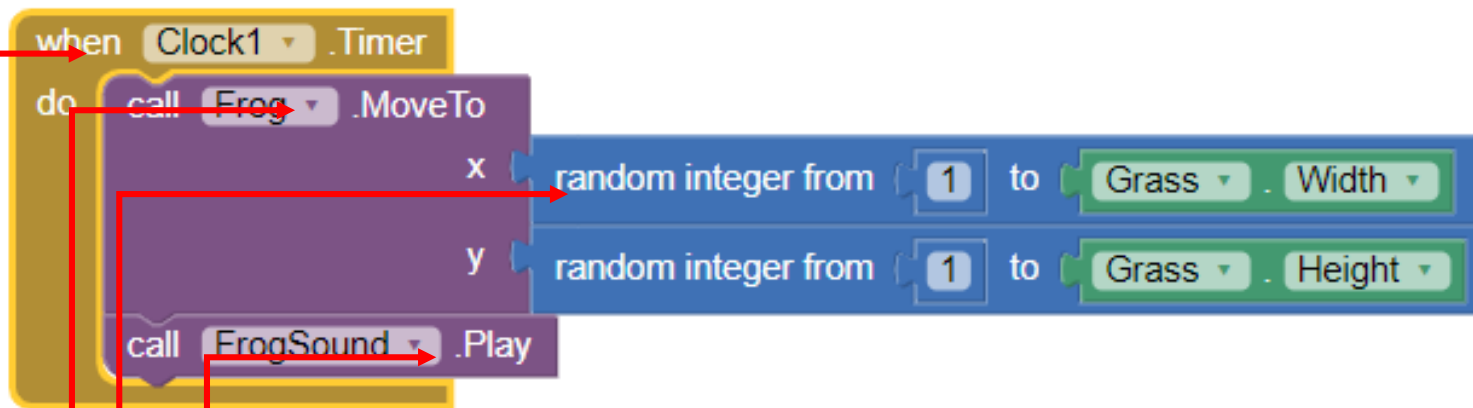 when Clock1 .Timer
do call Frog .MoveTo
x random integer from 1 to Grass . Width
y random integer from 1 to Grass . Height
call FrogSound .Play